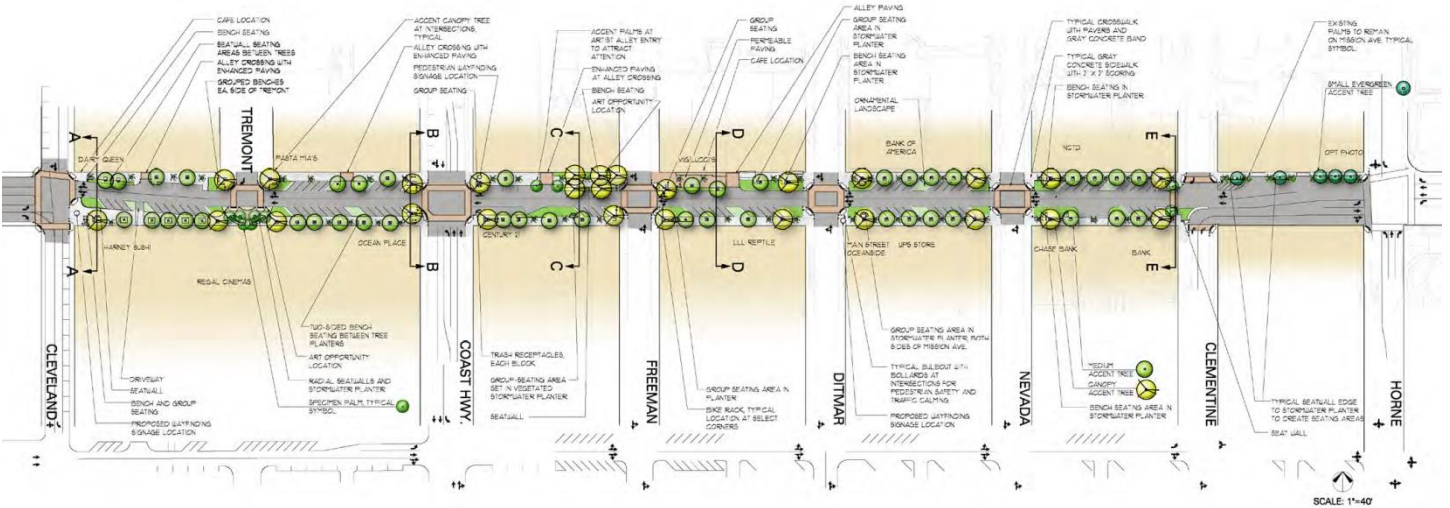 CAFE LOCATION
BENCH SEATING
SEATWALL SEATING
AREAS BETWEEN TREES
ALLEY CROSSING WITH
ENHANCED PAVING
GROUPED BENCHES
EA. SIDE OF TREMONT
ACCENT CANOPY TREE
AT INTERSECTIONS,
TYPICAL
ALLEY CROSSING WITH
ENHANCED PAVING
PEDESTRIAN WAYFINDING
SIGNAGE LOCATION
GROUP SEATING
ACCENT PALMS AT
ARTIST ALLEY ENTRY
TO ATTRACT
ATTENTION
ENHANCED PAVING
AT ALLEY CROSSING
BENCH SEATING
ART OPPORTUNITY
LOCATION
GROUP
SEATING
PERMEABLE
PAVING
CAFE LOCATION
ALLEY PAVING
GROUP SEATING
AREA IN
STORMWATER
PLANTER
BENCH SEATING
AREA IN
STORMWATER
PLANTER
ORNAMENTAL
LANDSCAPE
TYPICAL CROSSWALK
WITH PAVERS AND
GRAY CONCRETE BAND
TYPICAL GRAY
CONCRETE SIDEWALK
WITH 2' X 2' SCORING
BENCH SEATING IN
STORMWATER PLANTER
EXISTING
PALMS TO REMAIN
ON MISSION AVE, TYPICAL
SYMBOL
SMALL EVERGREEN
ACCENT TREE
TREMONT
A
B
C
D
E
DAIRY QUEEN
PASTA MIA'S
VIGILUCCI'S
BANK OF
AMERICA
NCTD
OPT PHOTO
HARNEY SUSHI
REGAL CINEMAS
OCEAN PLACE
CENTURY 21
LLL-REPTILE
MAIN STREET
OCEANSIDE
UPS STORE
CHASE BANK
BANK
A
B
C
D
E
CLEVELAND
COAST HWY.
FREEMAN
DITMAR
NEVADA
CLEMENTINE
HORNE
DRIVEWAY
SEATWALL
BENCH AND GROUP
SEATING
PROPOSED WAYFINDING
SIGNAGE LOCATION
TWO-SIDED BENCH
SEATING BETWEEN TREE
PLANTERS
ART OPPORTUNITY
LOCATION
RADIAL SEATWALLS AND
STORMWATER PLANTER
SPECIMEN PALM, TYPICAL
SYMBOL
TRASH RECEPTACLES,
EACH BLOCK
GROUP SEATING AREA
SET IN VEGETATED
STORMWATER PLANTER
SEATWALL
GROUP SEATING AREA IN
PLANTER
BIKE RACK, TYPICAL
LOCATION AT SELECT
CORNERS
GROUP SEATING AREA IN
STORMWATER PLANTER, BOTH
SIDES OF MISSION AVE.
TYPICAL BULBOUT WITH
BOLLARDS AT
INTERSECTIONS FOR
PEDESTRIAN SAFETY AND
TRAFFIC CALMING
PROPOSED WAYFINDING
SIGNAGE LOCATION
MEDIUM
ACCENT TREE
CANOPY
ACCENT TREE
BENCH SEATING AREA IN
STORMWATER PLANTER
TYPICAL SEATWALL EDGE
TO STORMWATER PLANTER
TO CREATE SEATING AREAS
SEAT WALL
SCALE: 1"=40'